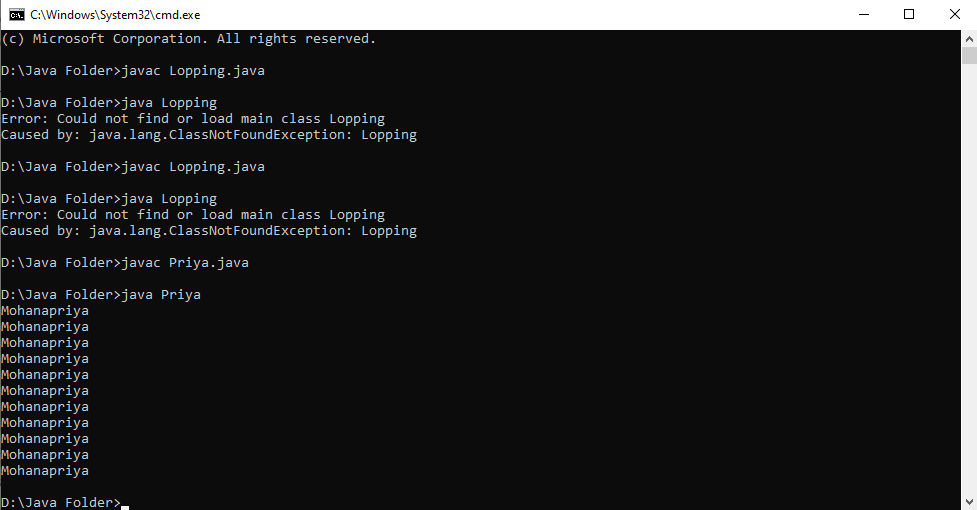 C:\Windows\System32\cmd.exe
(c) Microsoft Corporation. All rights reserved.
D:\Java Folder>javac Lopping.java
D:\Java Folder>java Lopping
Error: Could not find or load main class Lopping
Caused by: java.lang.ClassNotFoundException: Lopping
D:\Java Folder>javac Lopping.java
D:\Java Folder>java Lopping
Error: Could not find or load main class Lopping
Caused by: java.lang.ClassNotFoundException: Lopping
D:\Java Folder>javac Priya.java
D:\Java Folder>java Priya
Mohanapriya
Mohanapriya
Mohanapriya
Mohanapriya
Mohanapriya
Mohanapriya
Mohanapriya
Mohanapriya
Mohanapriya
Mohanapriya
Mohanapriya
D:\Java Folder>